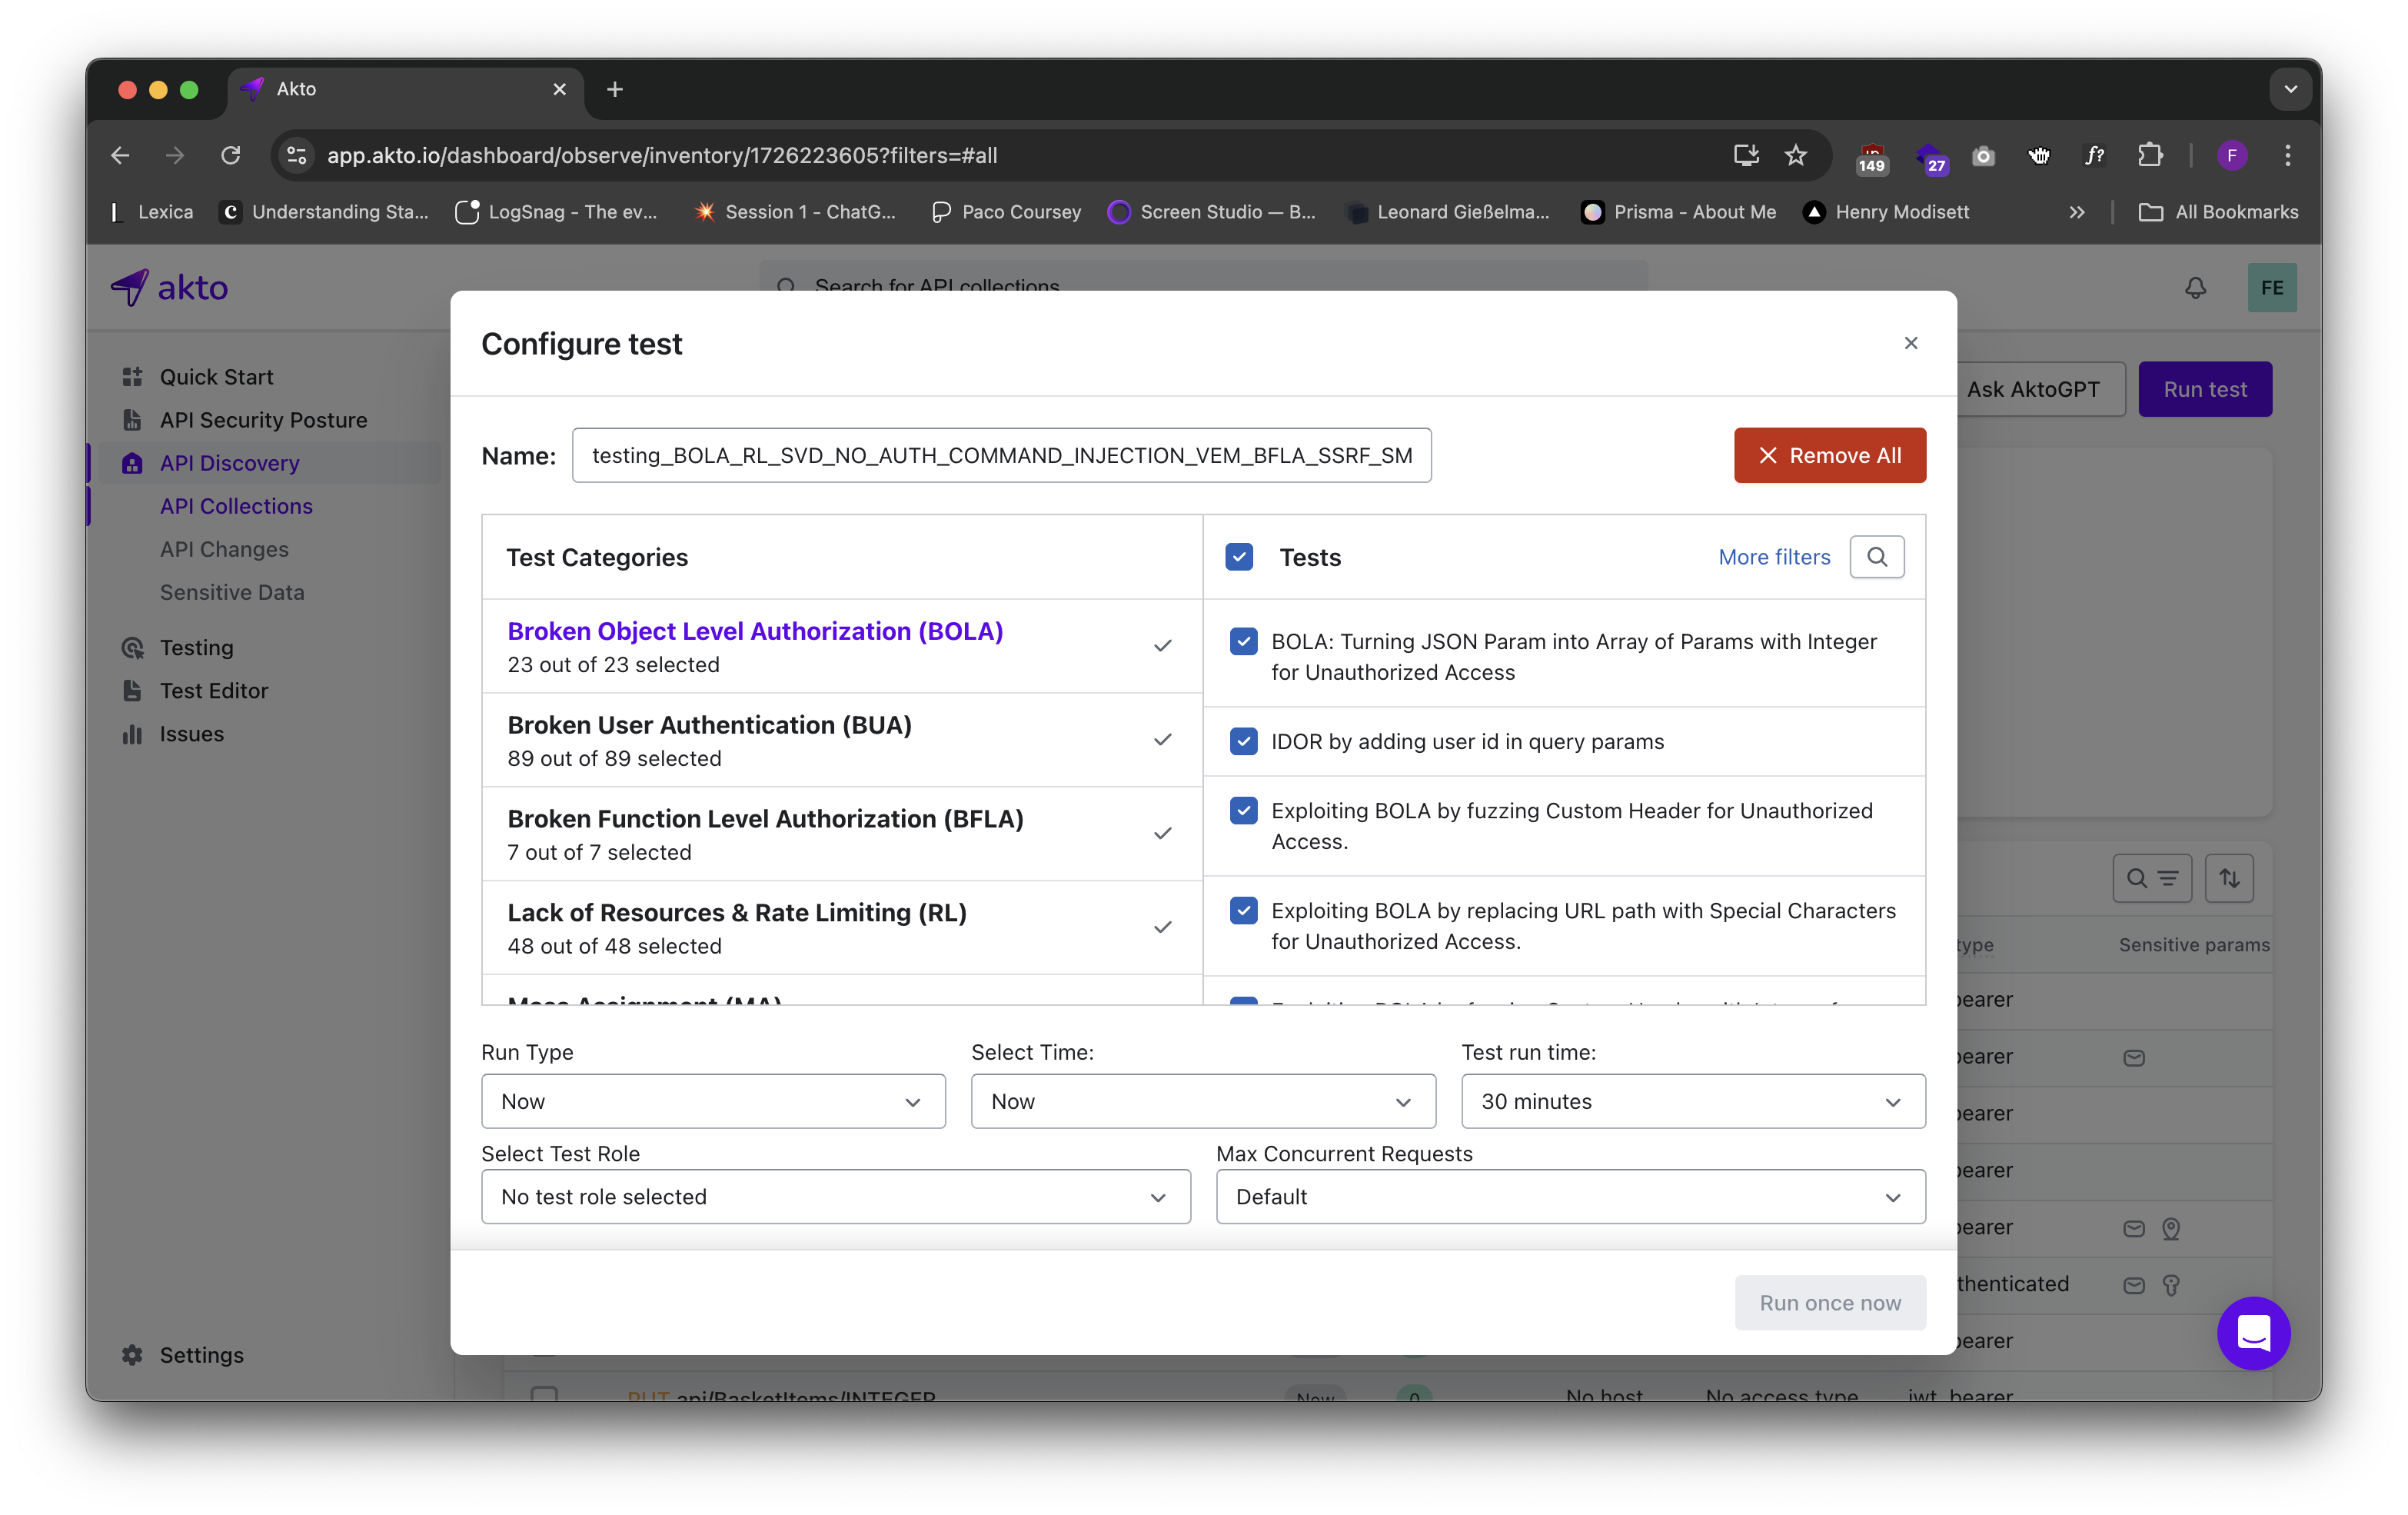 Akto
app.akto.io/dashboard/observe/inventory/1726223605?filters=#all
149
27
f?
F
Lexica
Understanding Sta...
LogSnag - The ev...
Session 1 - ChatG...
Paco Coursey
Screen Studio — B...
Leonard Gießelma...
Prisma - About Me
Henry Modisett
All Bookmarks
akto
Search for API collections
FE
Quick Start
API Security Posture
API Discovery
API Collections
API Changes
Sensitive Data
Testing
Test Editor
Issues
Settings
Ask AktoGPT
Run test
Configure test
Name:
testing_BOLA_RL_SVD_NO_AUTH_COMMAND_INJECTION_VEM_BFLA_SSRF_SM
Remove All
Test Categories
Broken Object Level Authorization (BOLA)
23 out of 23 selected
Broken User Authentication (BUA)
89 out of 89 selected
Broken Function Level Authorization (BFLA)
7 out of 7 selected
Lack of Resources & Rate Limiting (RL)
48 out of 48 selected
Mass Assignment (MA)
Tests
More filters
BOLA: Turning JSON Param into Array of Params with Integer
for Unauthorized Access
IDOR by adding user id in query params
Exploiting BOLA by fuzzing Custom Header for Unauthorized
Access.
Exploiting BOLA by replacing URL path with Special Characters
for Unauthorized Access.
Run Type
Now
Select Time:
Now
Test run time:
30 minutes
Select Test Role
No test role selected
Max Concurrent Requests
Default
Run once now
type
Sensitive params
bearer
bearer
bearer
bearer
bearer
thenticated
bearer
PUT api/BasketItems/INTEGER
New
0
No host
No access type
jwt, bearer